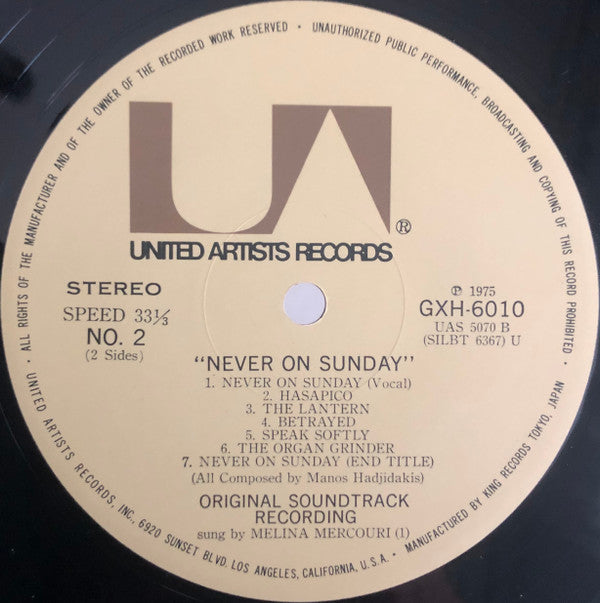 ALL RIGHTS OF THE MANUFACTURER AND OF THE OWNER OF THE RECORDED WORK RESERVED • UNAUTHORIZED PUBLIC PERFORMANCE, BROADCASTING AND COPYING OF THIS RECORD PROHIBITED •
UA
®
UNITED ARTISTS RECORDS
STEREO
SPEED 33⅓
NO. 2
(2 Sides)
℗ 1975
GXH-6010
UAS 5070 B
(SILBT 6367) U
"NEVER ON SUNDAY"
1. NEVER ON SUNDAY (Vocal)
2. HASAPICO
3. THE LANTERN
4. BETRAYED
5. SPEAK SOFTLY
6. THE ORGAN GRINDER
7. NEVER ON SUNDAY (END TITLE)
(All Composed by Manos Hadjidakis)
ORIGINAL SOUNDTRACK
RECORDING
sung by MELINA MERCOURI (1)
UNITED ARTISTS RECORDS, INC., 6920 SUNSET BLVD. LOS ANGELES, CALIFORNIA, U.S.A. • MANUFACTURED BY KING RECORDS TOKYO, JAPAN